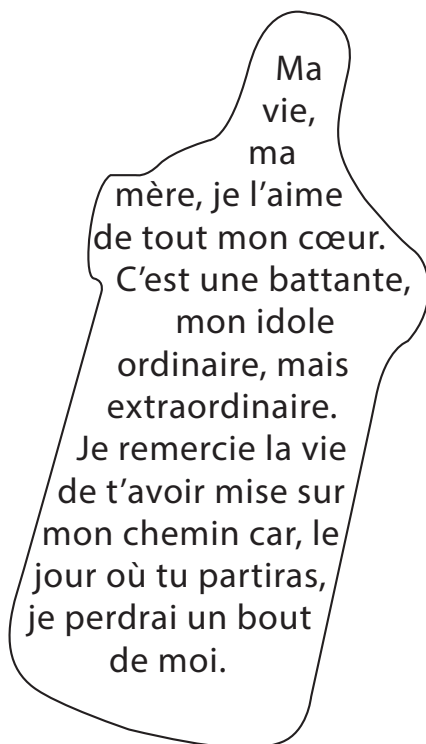 Ma
vie,
ma
mère, je l’aime
de tout mon cœur.
C’est une battante,
mon idole
ordinaire, mais
extraordinaire.
Je remercie la vie
de t’avoir mise sur
mon chemin car, le
jour où tu partiras,
je perdrai un bout
de moi.